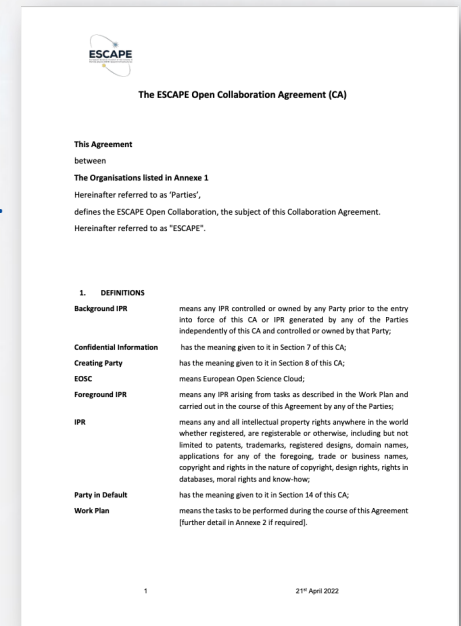 ESCAPE
The ESCAPE Open Collaboration Agreement (CA)
This Agreement
between
The Organisations listed in Annexe 1
Hereinafter referred to as 'Parties',
defines the ESCAPE Open Collaboration, the subject of this Collaboration Agreement.
Hereinafter referred to as "ESCAPE".
1. DEFINITIONS
Background IPR means any IPR controlled or owned by any Party prior to the entry
into force of this CA or IPR generated by any of the Parties
independently of this CA and controlled or owned by that Party;
Confidential Information has the meaning given to it in Section 7 of this CA;
Creating Party has the meaning given to it in Section 8 of this CA;
EOSC means European Open Science Cloud;
Foreground IPR means any IPR arising from tasks as described in the Work Plan and
carried out in the course of this Agreement by any of the Parties;
IPR means any and all intellectual property rights anywhere in the world
whether registered, are registerable or otherwise, including but not
limited to patents, trademarks, registered designs, domain names,
applications for any of the foregoing, trade or business names,
copyright and rights in the nature of copyright, design rights, rights in
databases, moral rights and know-how;
Party in Default has the meaning given to it in Section 14 of this CA;
Work Plan means the tasks to be performed during the course of this Agreement
[further detail in Annexe 2 if required].
1 21st April 2022